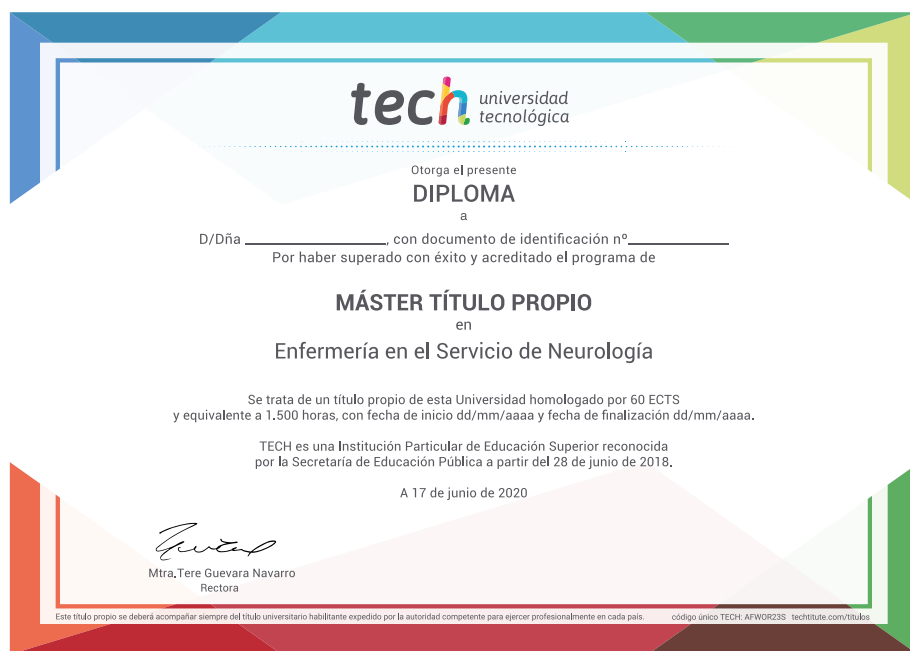 tech universidad
tecnológica
Otorga el presente
DIPLOMA
a
D/Dña ________________, con documento de identificación nº____________
Por haber superado con éxito y acreditado el programa de
MÁSTER TÍTULO PROPIO
en
Enfermería en el Servicio de Neurología
Se trata de un título propio de esta Universidad homologado por 60 ECTS
y equivalente a 1.500 horas, con fecha de inicio dd/mm/aaaa y fecha de finalización dd/mm/aaaa.
TECH es una Institución Particular de Educación Superior reconocida
por la Secretaría de Educación Pública a partir del 28 de junio de 2018.
A 17 de junio de 2020
Mtra.Tere Guevara Navarro
Rectora
Este título propio se deberá acompañar siempre del título universitario habilitante expedido por la autoridad competente para ejercer profesionalmente en cada país. código único TECH: AFWOR23S techtitute.com/titulos